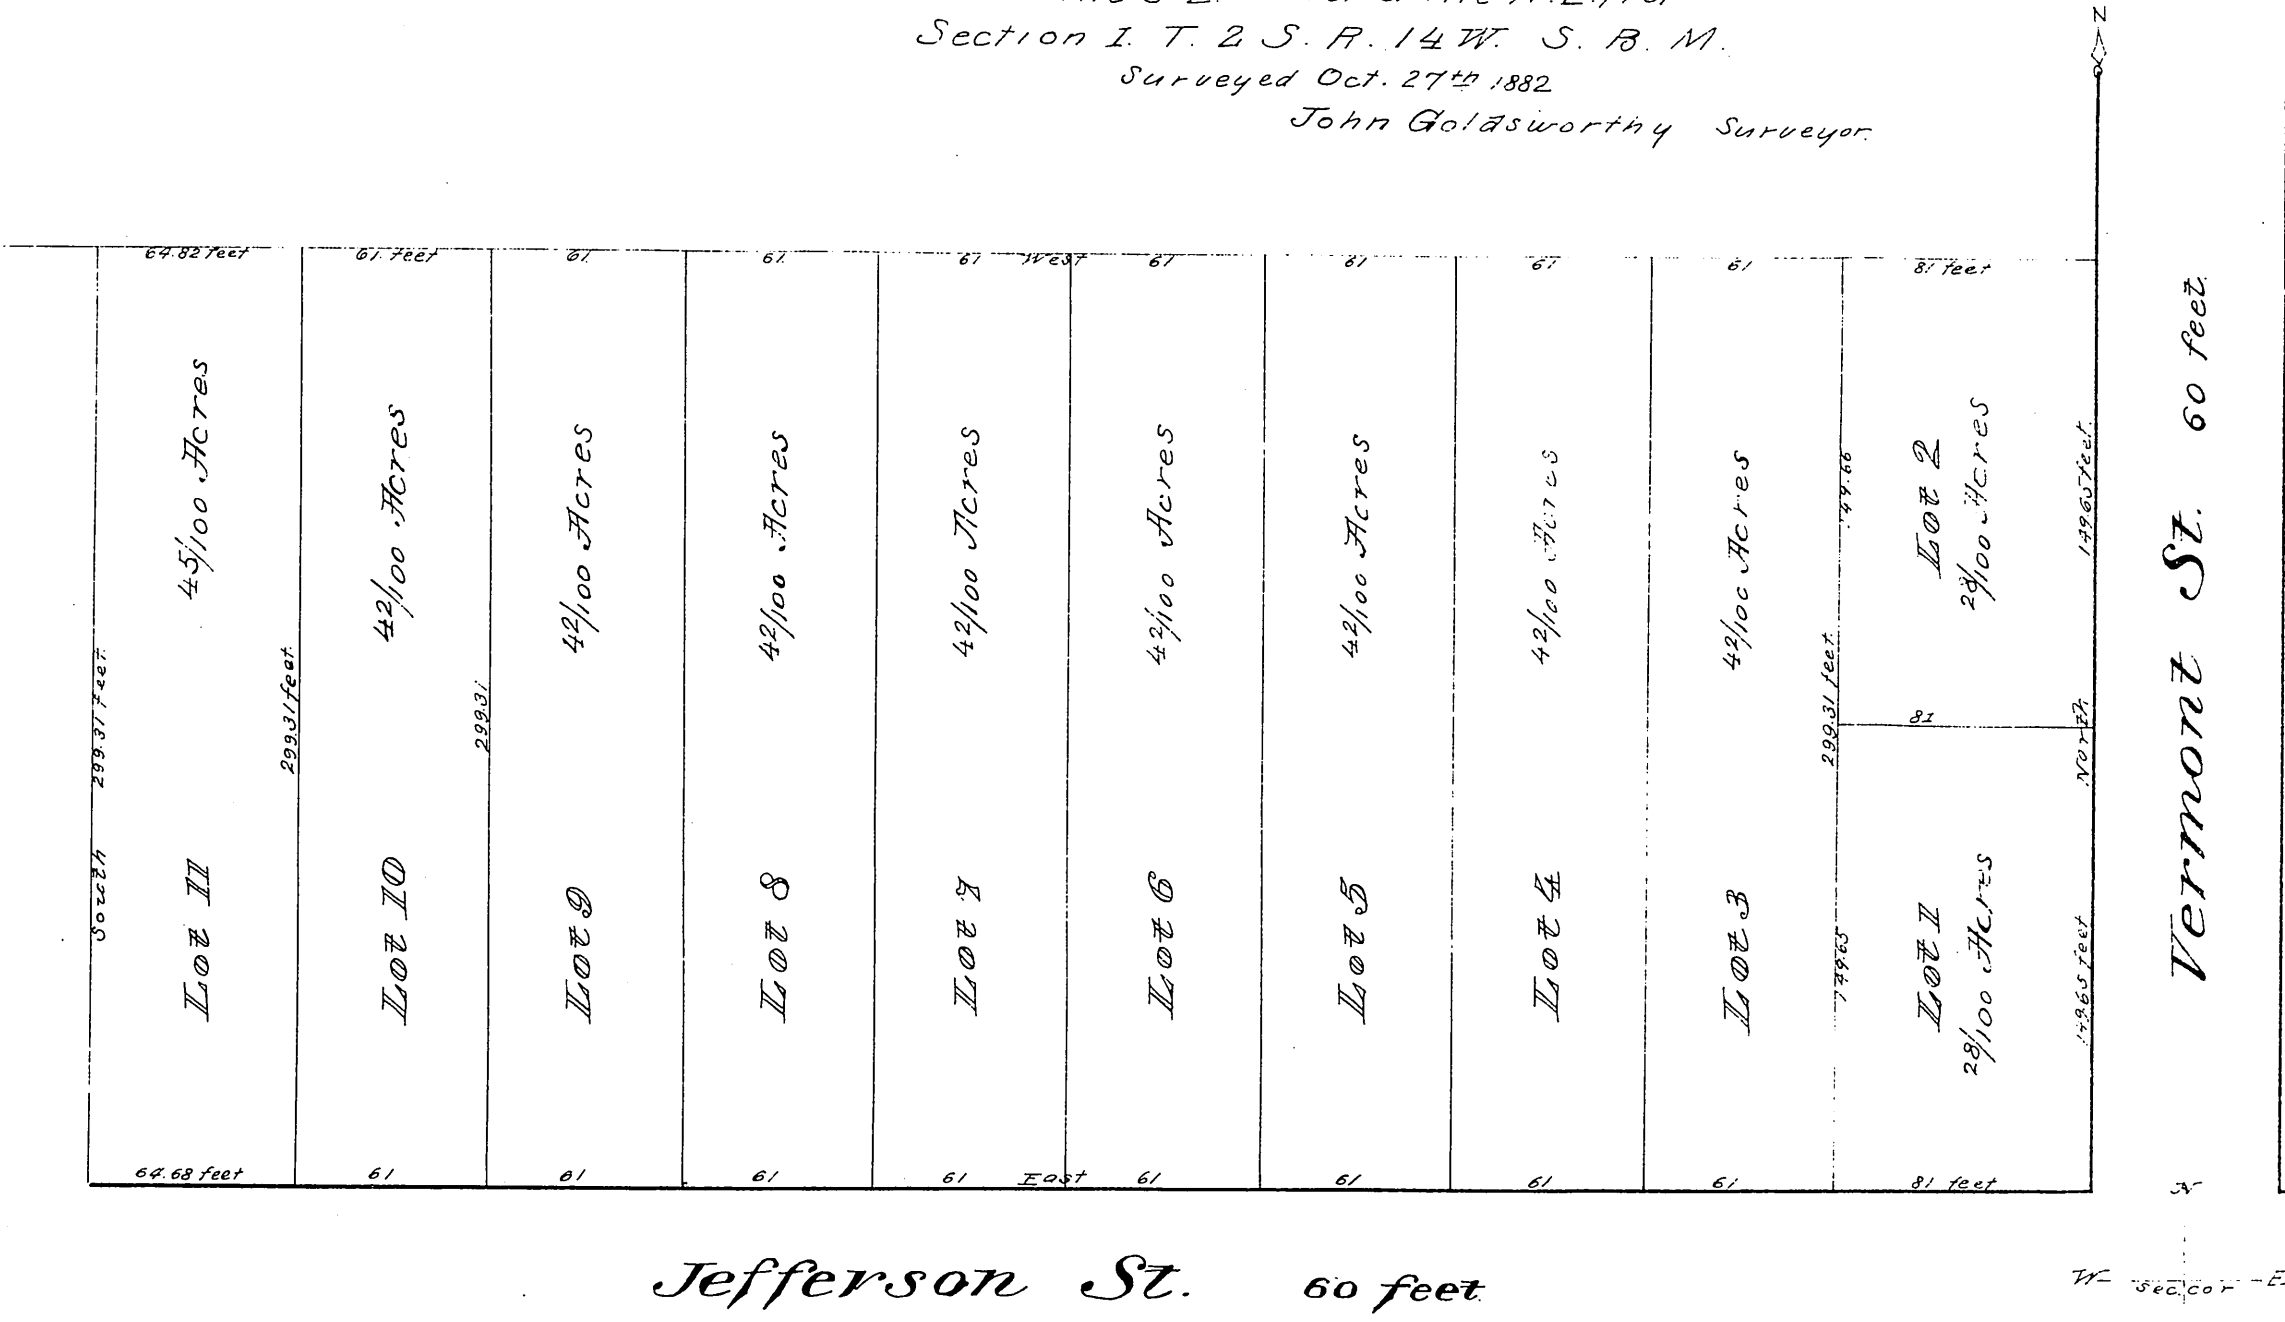 Section 1. T. 2 S. R. 14 W. S. B. M.
Surveyed Oct. 27th 1882
John Goldsworthy Surveyor.
N
64.82 feet 61. feet 61. 61. 61 West 61 61 61 61 81 feet
45/100 Acres
42/100 Acres
42/100 Acres
42/100 Acres
42/100 Acres
42/100 Acres
42/100 Acres
42/100 Acres
42/100 Acres
149.66
Lot 2
28/100 Acres
149.65 feet.
South 299.31 Feet.
299.31 feet.
299.31
299.31 feet.
81
North
Lot 11
Lot 10
Lot 9
Lot 8
Lot 7
Lot 6
Lot 5
Lot 4
Lot 3
149.65
Lot 1
28/100 Acres
149.65 feet
Vermont St. 60 feet.
64.68 feet 61 61 61 61 East 61 61 61 61 81 feet
N
Jefferson St. 60 feet.
W sec. cor E.